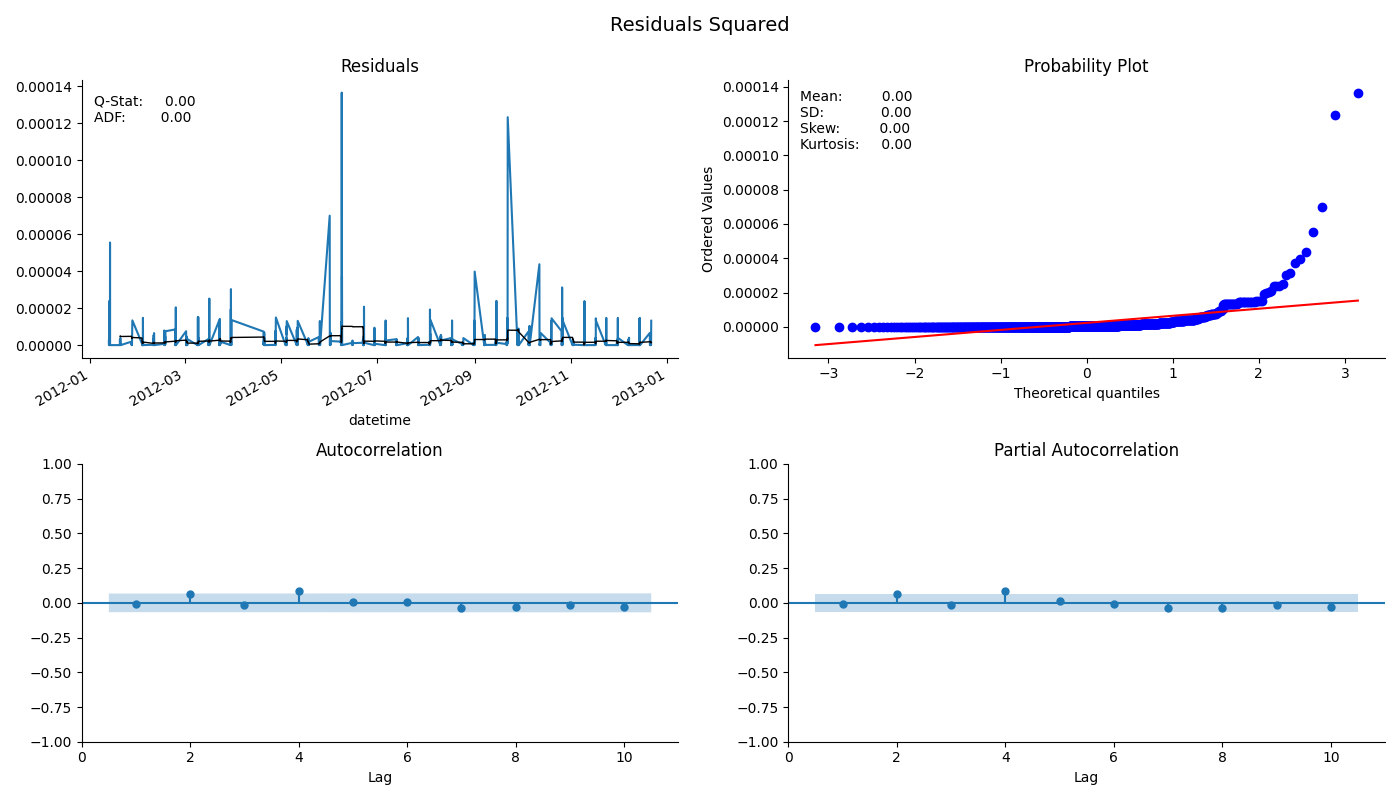 Residuals Squared
Residuals
0.00014
0.00012
0.00010
0.00008
0.00006
0.00004
0.00002
0.00000
Q-Stat: 0.00
ADF: 0.00
2012-01
2012-03
2012-05
2012-07
2012-09
2012-11
2013-01
datetime
Probability Plot
Ordered Values
0.00014
0.00012
0.00010
0.00008
0.00006
0.00004
0.00002
0.00000
Mean: 0.00
SD: 0.00
Skew: 0.00
Kurtosis: 0.00
−3 −2 −1 0 1 2 3
Theoretical quantiles
Autocorrelation
1.00
0.75
0.50
0.25
0.00
−0.25
−0.50
−0.75
−1.00
0 2 4 6 8 10
Lag
Partial Autocorrelation
1.00
0.75
0.50
0.25
0.00
−0.25
−0.50
−0.75
−1.00
0 2 4 6 8 10
Lag